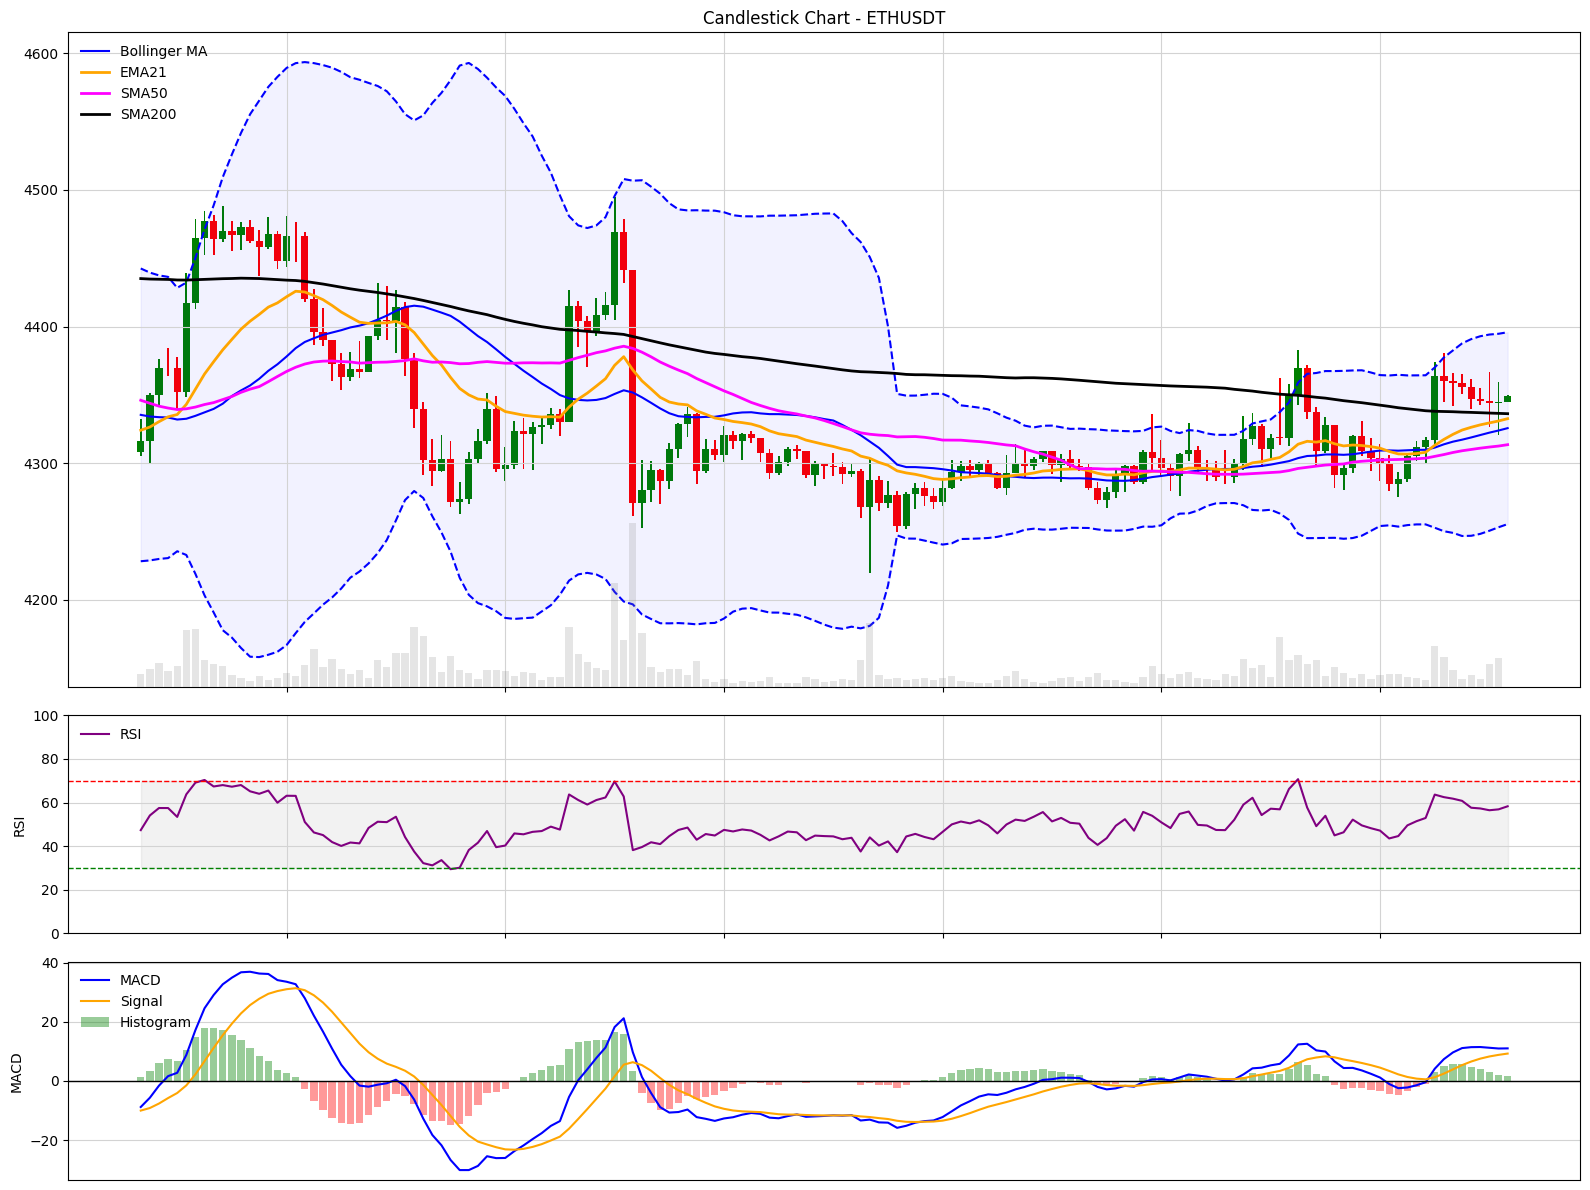 Candlestick Chart - ETHUSDT
Bollinger MA
EMA21
SMA50
SMA200
4600
4500
4400
4300
4200
RSI
100
80
60
40
20
0
RSI
MACD
Signal
Histogram
40
20
0
−20
MACD